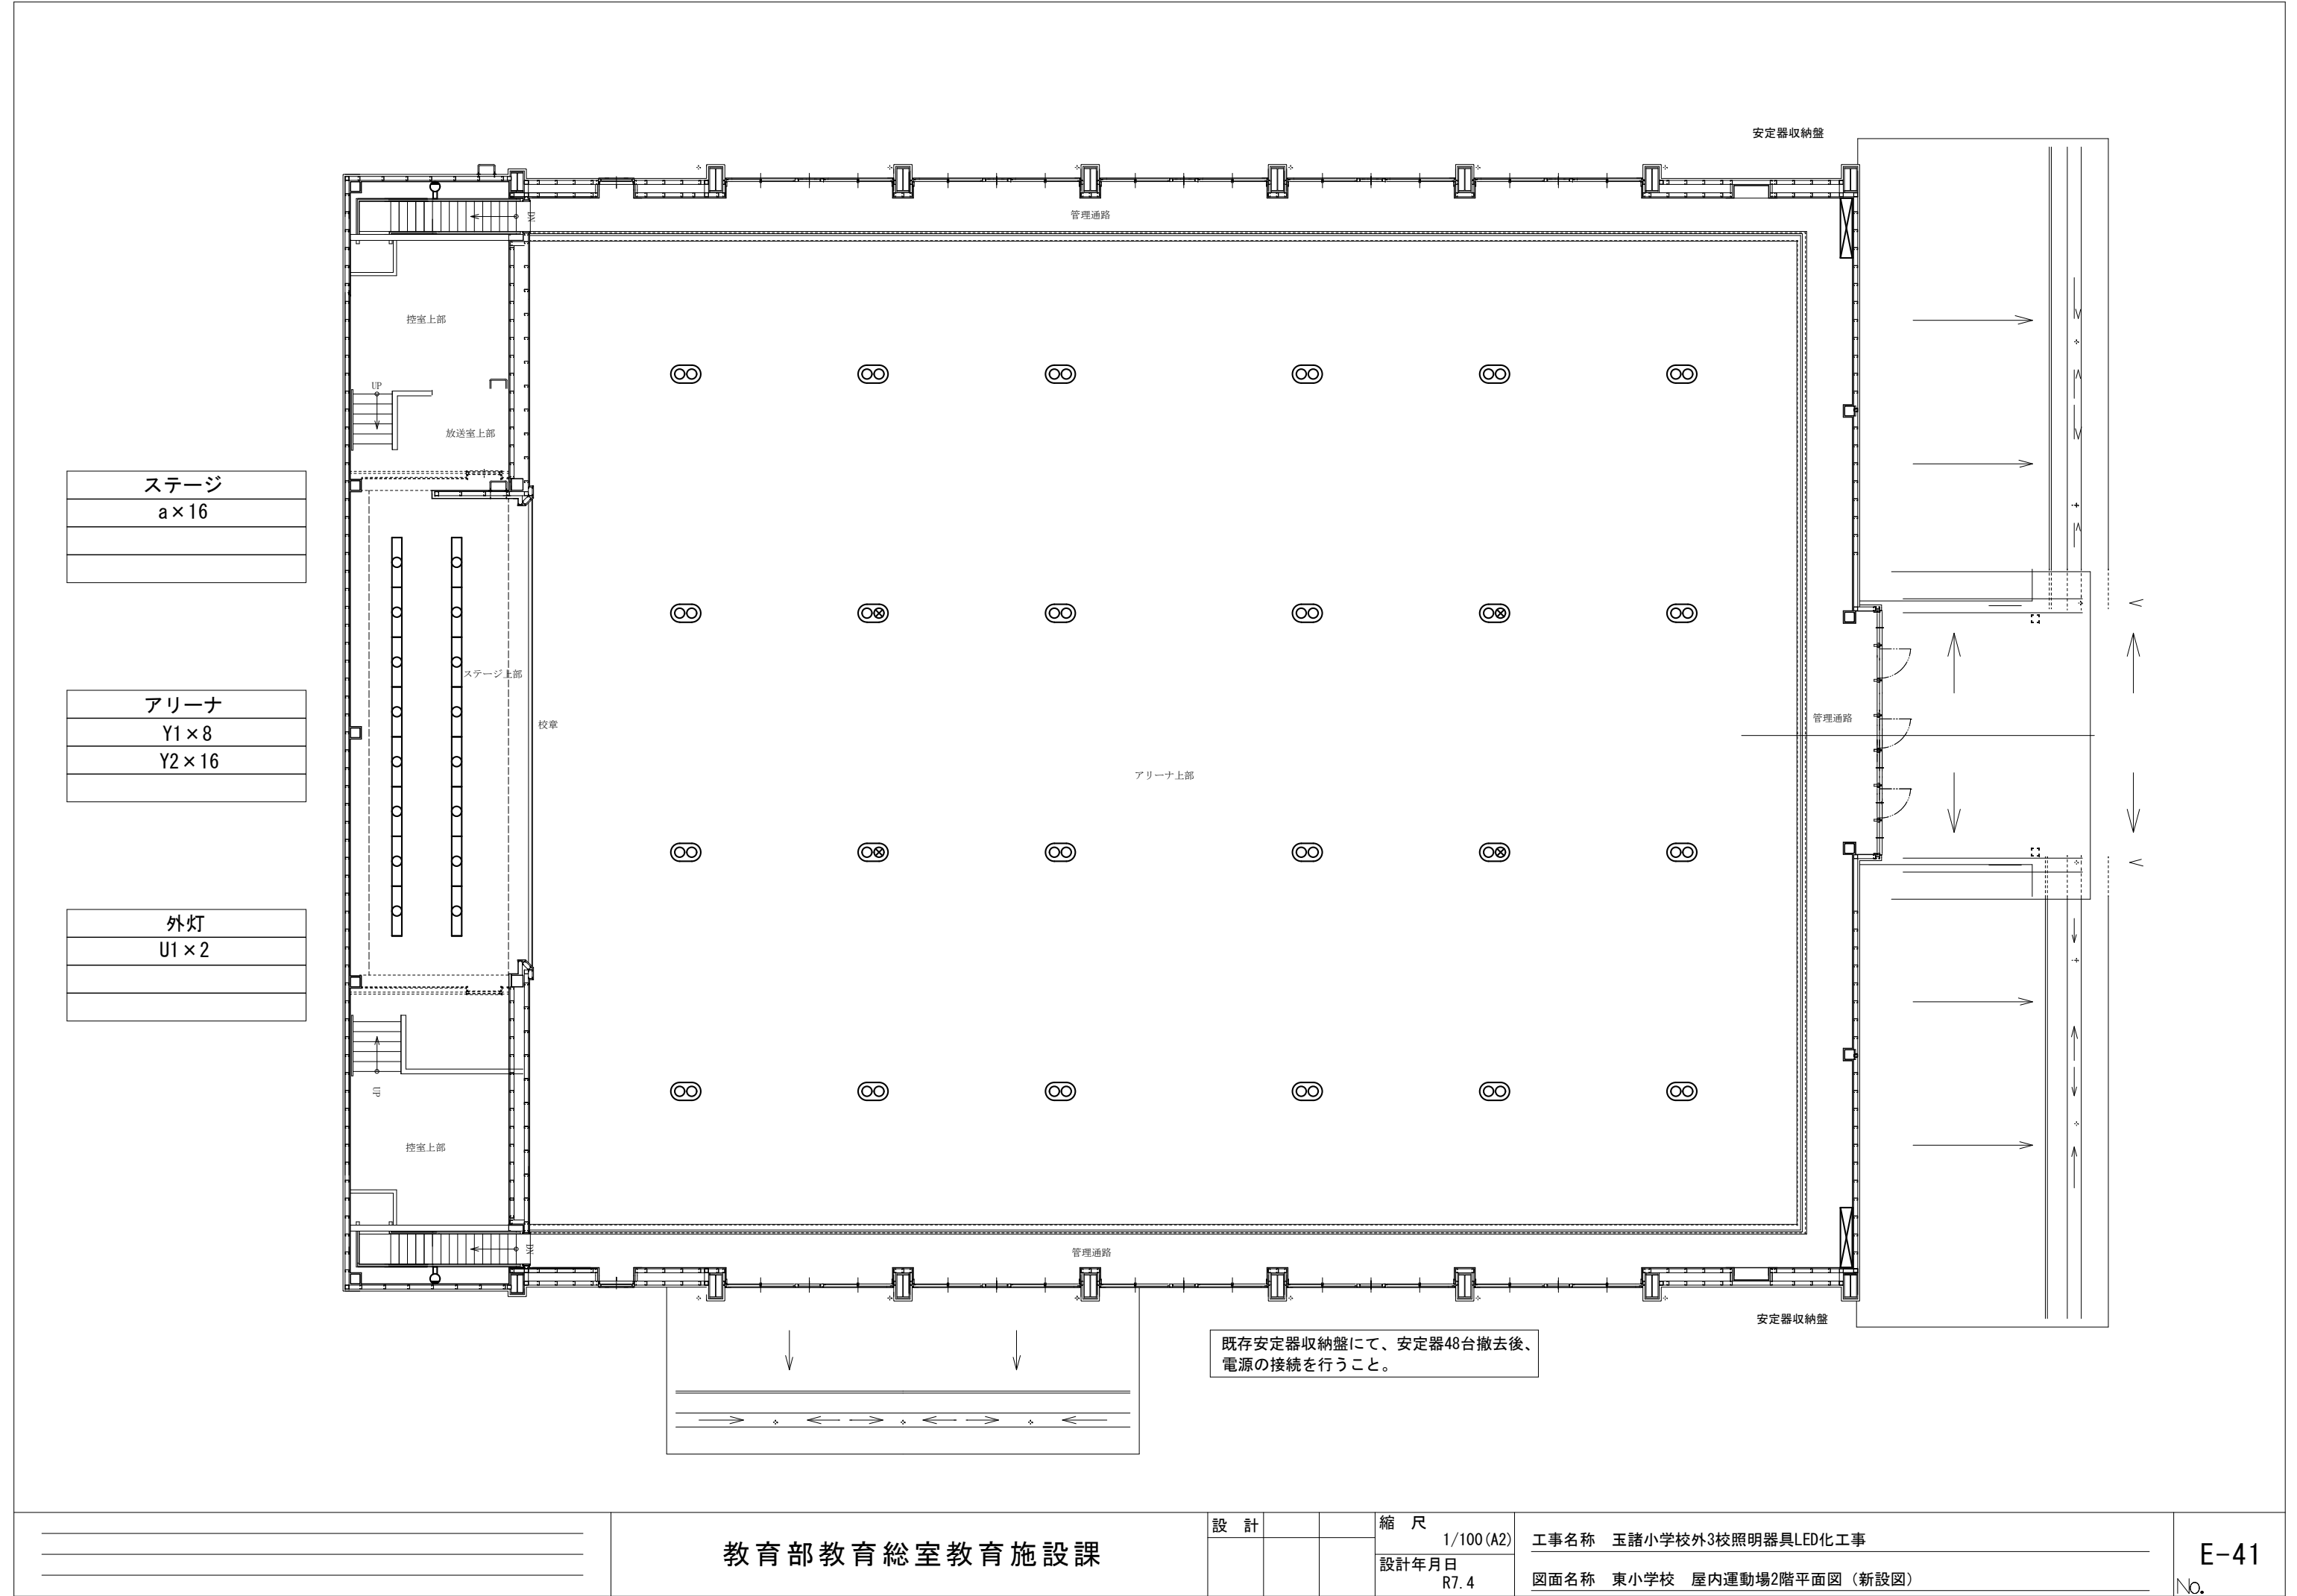 安定器収納盤
DN
管理通路
控室上部
UP
放送室上部
ステージ
a×16
ステージ上部
アリーナ
Y1×8
Y2×16
校章
管理通路
アリーナ上部
外灯
U1×2
UP
控室上部
DN
管理通路
安定器収納盤
既存安定器収納盤にて、安定器48台撤去後、
電源の接続を行うこと。
教育部教育総室教育施設課
設 計
縮 尺
1/100(A2)
設計年月日
R7.4
工事名称 玉諸小学校外3校照明器具LED化工事
図面名称 東小学校 屋内運動場2階平面図（新設図）
E-41
No.